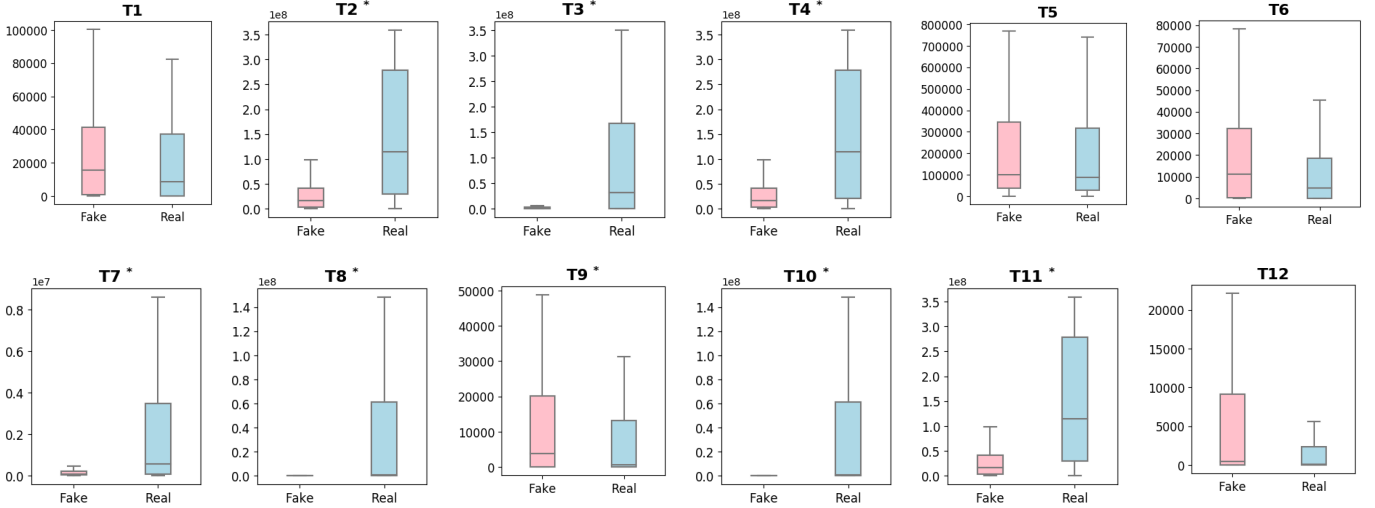 T1
100000
80000
60000
40000
20000
0
Fake Real
T2 *
1e8
3.5
3.0
2.5
2.0
1.5
1.0
0.5
0.0
Fake Real
T3 *
1e8
3.5
3.0
2.5
2.0
1.5
1.0
0.5
0.0
Fake Real
T4 *
1e8
3.5
3.0
2.5
2.0
1.5
1.0
0.5
0.0
Fake Real
T5
800000
700000
600000
500000
400000
300000
200000
100000
0
Fake Real
T6
80000
70000
60000
50000
40000
30000
20000
10000
0
Fake Real
T7 *
1e7
0.8
0.6
0.4
0.2
0.0
Fake Real
T8 *
1e8
1.4
1.2
1.0
0.8
0.6
0.4
0.2
0.0
Fake Real
T9 *
50000
40000
30000
20000
10000
0
Fake Real
T10 *
1e8
1.4
1.2
1.0
0.8
0.6
0.4
0.2
0.0
Fake Real
T11 *
1e8
3.5
3.0
2.5
2.0
1.5
1.0
0.5
0.0
Fake Real
T12
20000
15000
10000
5000
0
Fake Real